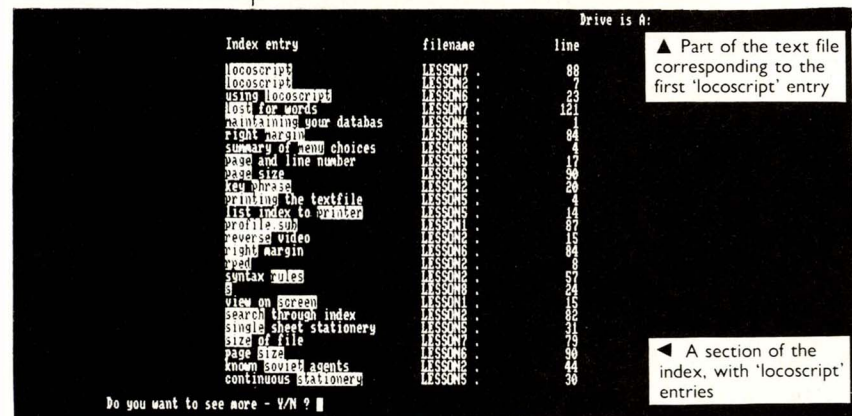 Drive is A:
Index entry filename line
locoscript LESSON7 . 88
locoscript LESSON2 . 7
using locoscript LESSON6 . 23
lost for words LESSON7 . 121
maintaining your databas LESSON4 . 1
right margin LESSON6 . 84
summary of menu choices LESSON8 . 4
page and line number LESSON5 . 17
page size LESSON6 . 90
key phrase LESSON2 . 20
printing the textfile LESSON5 . 4
list index to printer LESSON5 . 14
profile.sub LESSON1 . 87
reverse video LESSON2 . 15
right margin LESSON6 . 84
rped LESSON2 . 8
syntax rules LESSON2 . 57
s LESSON8 . 24
view on screen LESSON1 . 15
search through index LESSON2 . 82
single sheet stationery LESSON5 . 31
size of file LESSON7 . 79
page size LESSON6 . 90
known soviet agents LESSON2 . 44
continuous stationery LESSON5 . 30
Do you want to see more - Y/N ?
▲ Part of the text file
corresponding to the
first 'locoscript' entry
◄ A section of the
index, with 'locoscript'
entries